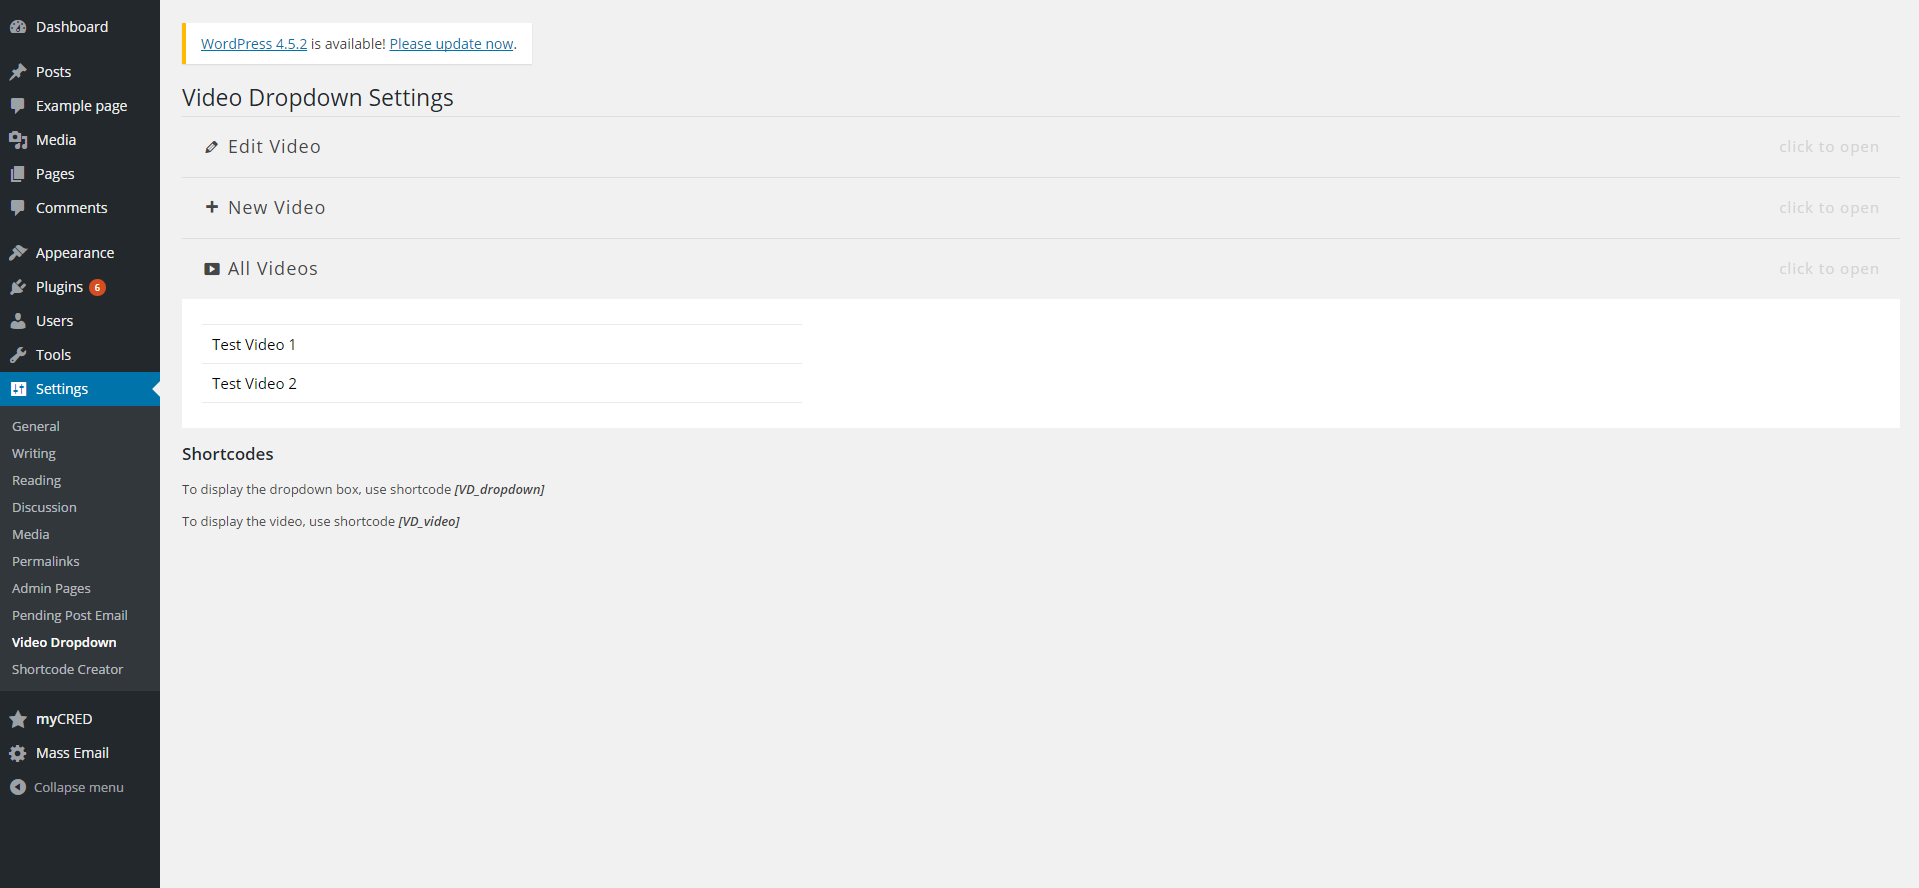 Dashboard
Posts
Example page
Media
Pages
Comments
Appearance
Plugins 6
Users
Tools
Settings
General
Writing
Reading
Discussion
Media
Permalinks
Admin Pages
Pending Post Email
Video Dropdown
Shortcode Creator
myCRED
Mass Email
Collapse menu
WordPress 4.5.2 is available! Please update now.
Video Dropdown Settings
Edit Video click to open
New Video click to open
All Videos click to open
Test Video 1
Test Video 2
Shortcodes
To display the dropdown box, use shortcode [VD_dropdown]
To display the video, use shortcode [VD_video]